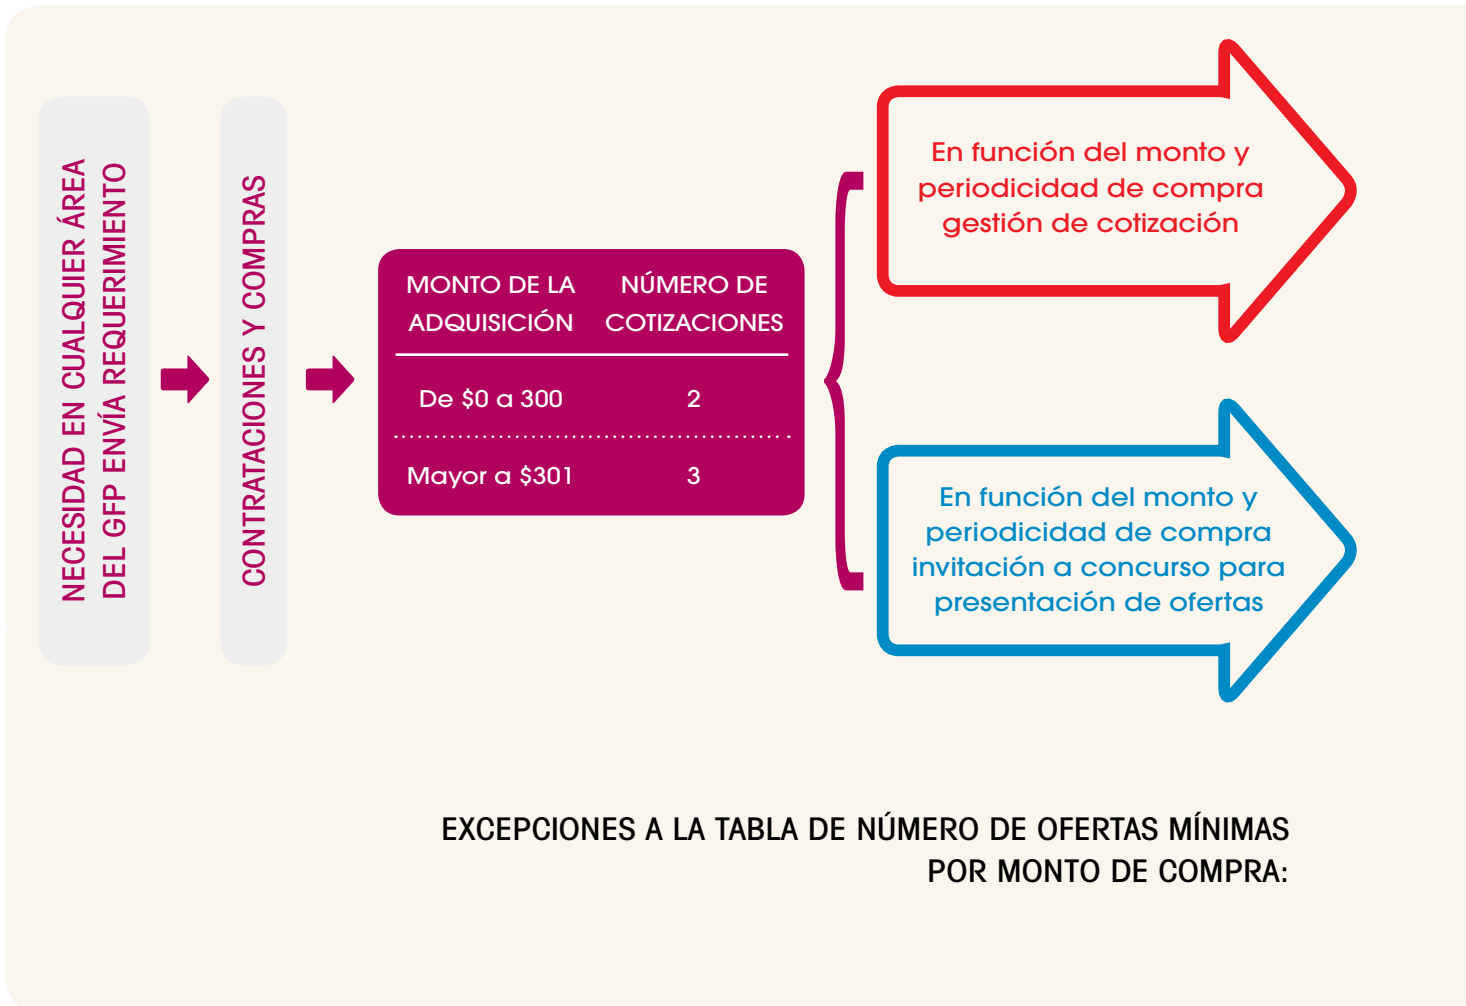 NECESIDAD EN CUALQUIER ÁREA
DEL GFP ENVÍA REQUERIMIENTO
CONTRATACIONES Y COMPRAS
MONTO DE LA ADQUISICIÓN
NÚMERO DE COTIZACIONES
De $0 a 300 2
Mayor a $301 3
En función del monto y
periodicidad de compra
gestión de cotización
En función del monto y
periodicidad de compra
invitación a concurso para
presentación de ofertas
EXCEPCIONES A LA TABLA DE NÚMERO DE OFERTAS MÍNIMAS
POR MONTO DE COMPRA: